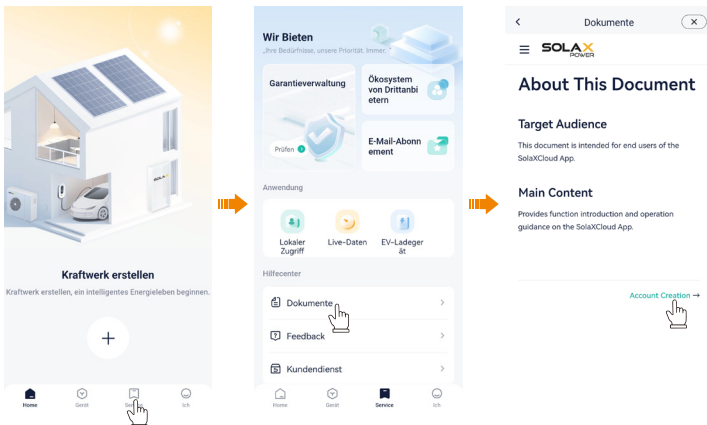 SOLAX
Kraftwerk erstellen
Kraftwerk erstellen, ein intelligentes Energieleben beginnen.
Home
Gerät
Service
Ich
Wir Bieten
„Ihre Bedürfnisse, unsere Priorität. Immer.
Garantieverwaltung
Prüfen
Ökosystem
von Drittanbi
etern
E-Mail-Abonn
ement
Anwendung
Lokaler
Zugriff
Live-Daten
EV-Ladeger
ät
Hilfecenter
Dokumente
Feedback
Kundendienst
Home
Gerät
Service
Ich
Dokumente
SOLAX
POWER
About This Document
Target Audience
This document is intended for end users of the
SolaXCloud App.
Main Content
Provides function introduction and operation
guidance on the SolaXCloud App.
Account Creation →